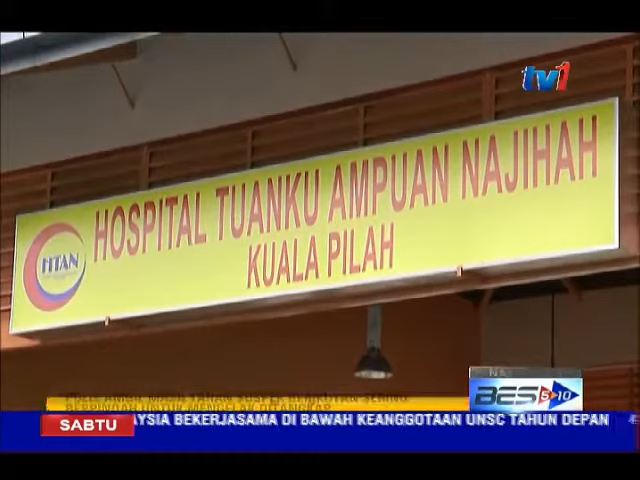 tv1
HOSPITAL TUANKU AMPUAN NAJIHAH
KUALA PILAH
HTAN
BES 5>10
SABTU
AYSIA BEKERJASAMA DI BAWAH KEANGGOTAAN UNSC TAHUN DEPAN